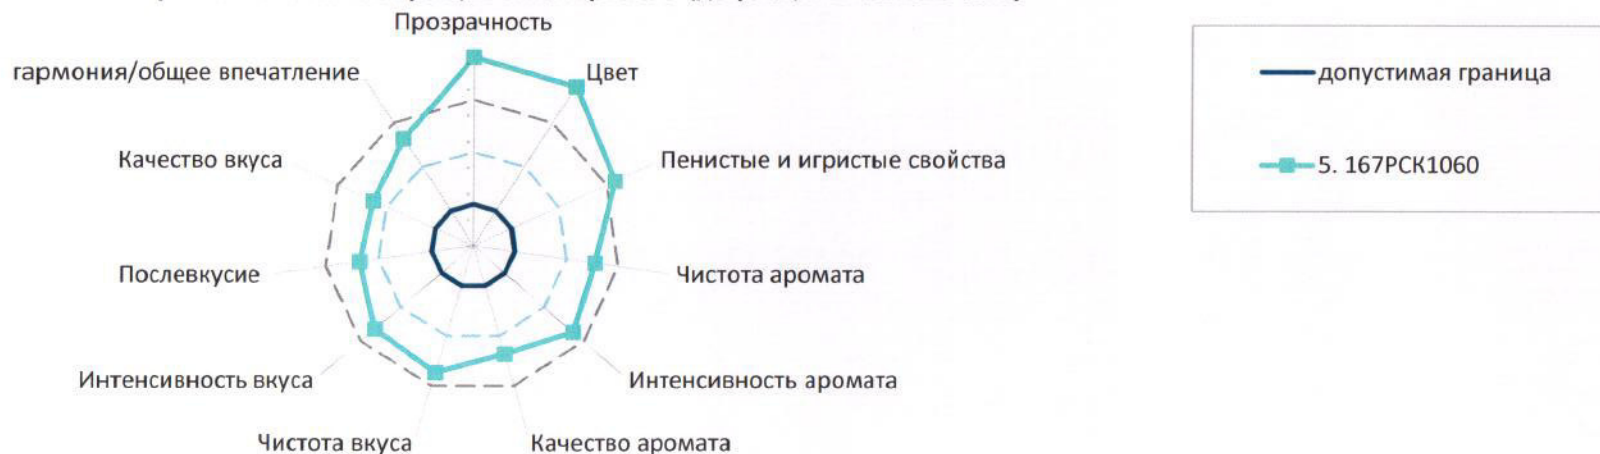 Прозрачность
гармония/общее впечатление
Цвет
допустимая граница
Качество вкуса
Пенистые и игристые свойства
5. 167РСК1060
Послевкусие
Чистота аромата
Интенсивность вкуса
Интенсивность аромата
Чистота вкуса
Качество аромата